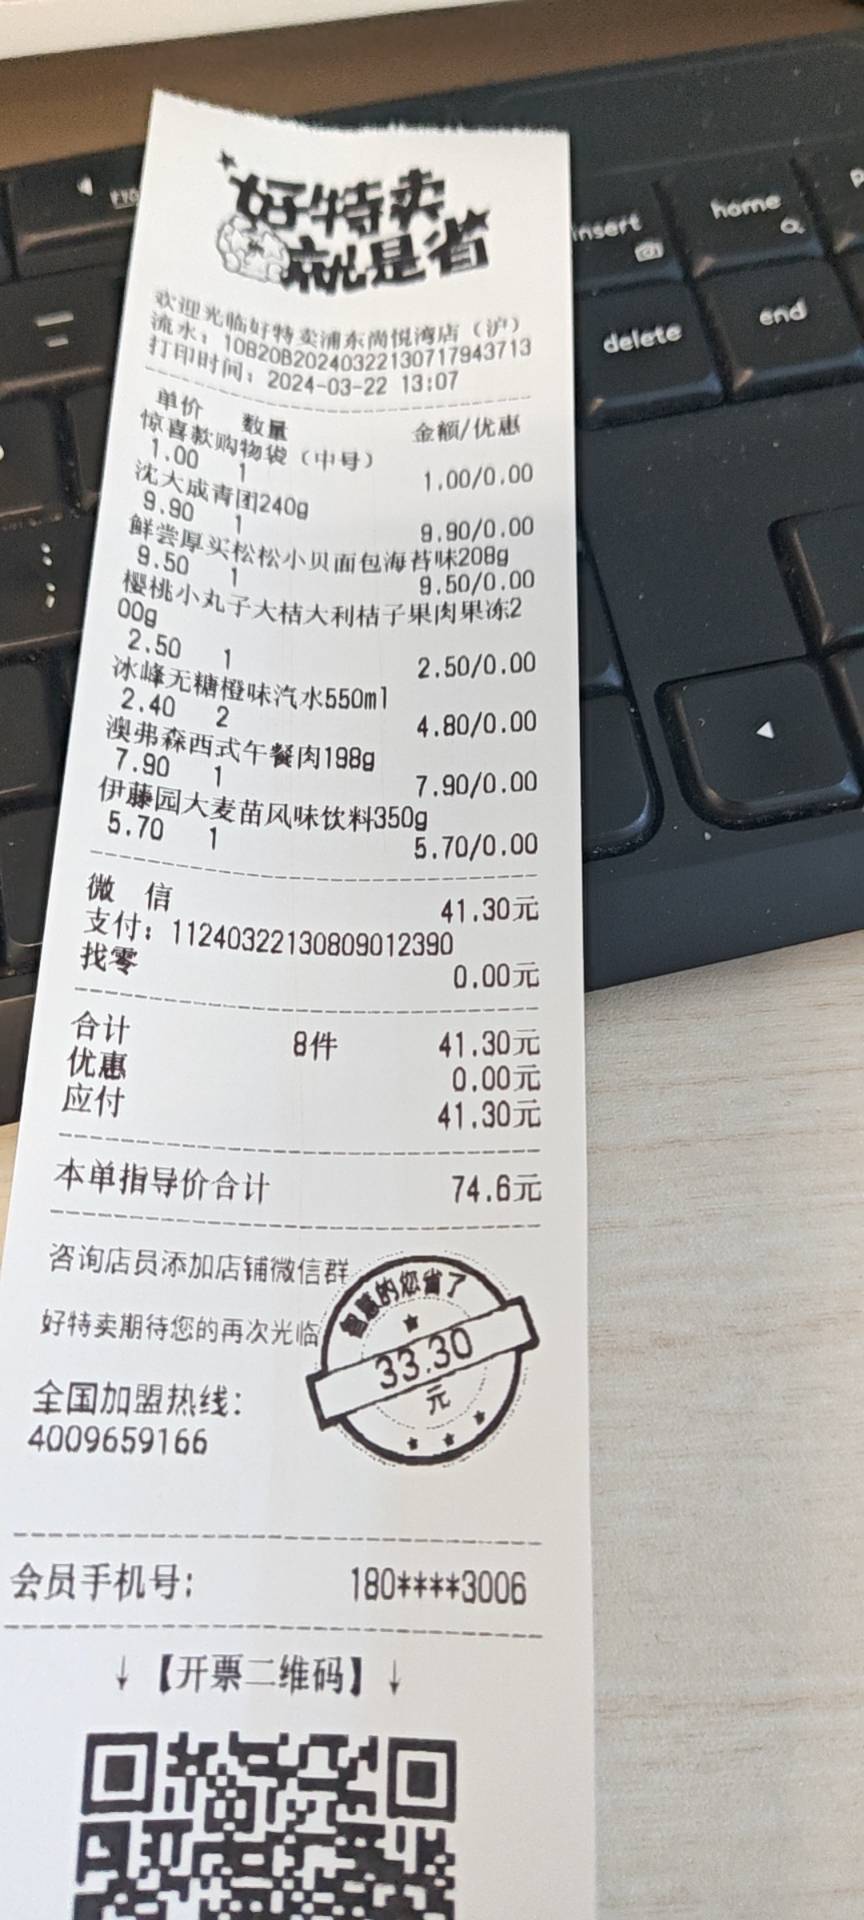 好特卖
就是省
欢迎光临好特卖浦东尚悦湾店（沪）
流水：10B20B20240322130717943713
打印时间：2024-03-22 13:07
单价 数量 金额/优惠
惊喜款购物袋（中号）
1.00 1 1.00/0.00
沈大成青团240g
9.90 1 9.90/0.00
鲜尝厚买松松小贝面包海苔味208g
9.50 1 9.50/0.00
樱桃小丸子大桔大利桔子果肉果冻2
00g
2.50 1 2.50/0.00
冰峰无糖橙味汽水550ml
2.40 2 4.80/0.00
澳弗森西式午餐肉198g
7.90 1 7.90/0.00
伊藤园大麦苗风味饮料350g
5.70 1 5.70/0.00
微 信 41.30元
支付：11240322130809012390
找零 0.00元
合计 8件 41.30元
优惠 0.00元
应付 41.30元
本单指导价合计 74.6元
咨询店员添加店铺微信群
好特卖期待您的再次光临
智慧的您省了
33.30
元
全国加盟热线：
4009659166
会员手机号： 180****3006
↓【开票二维码】↓
insert
home
delete
end